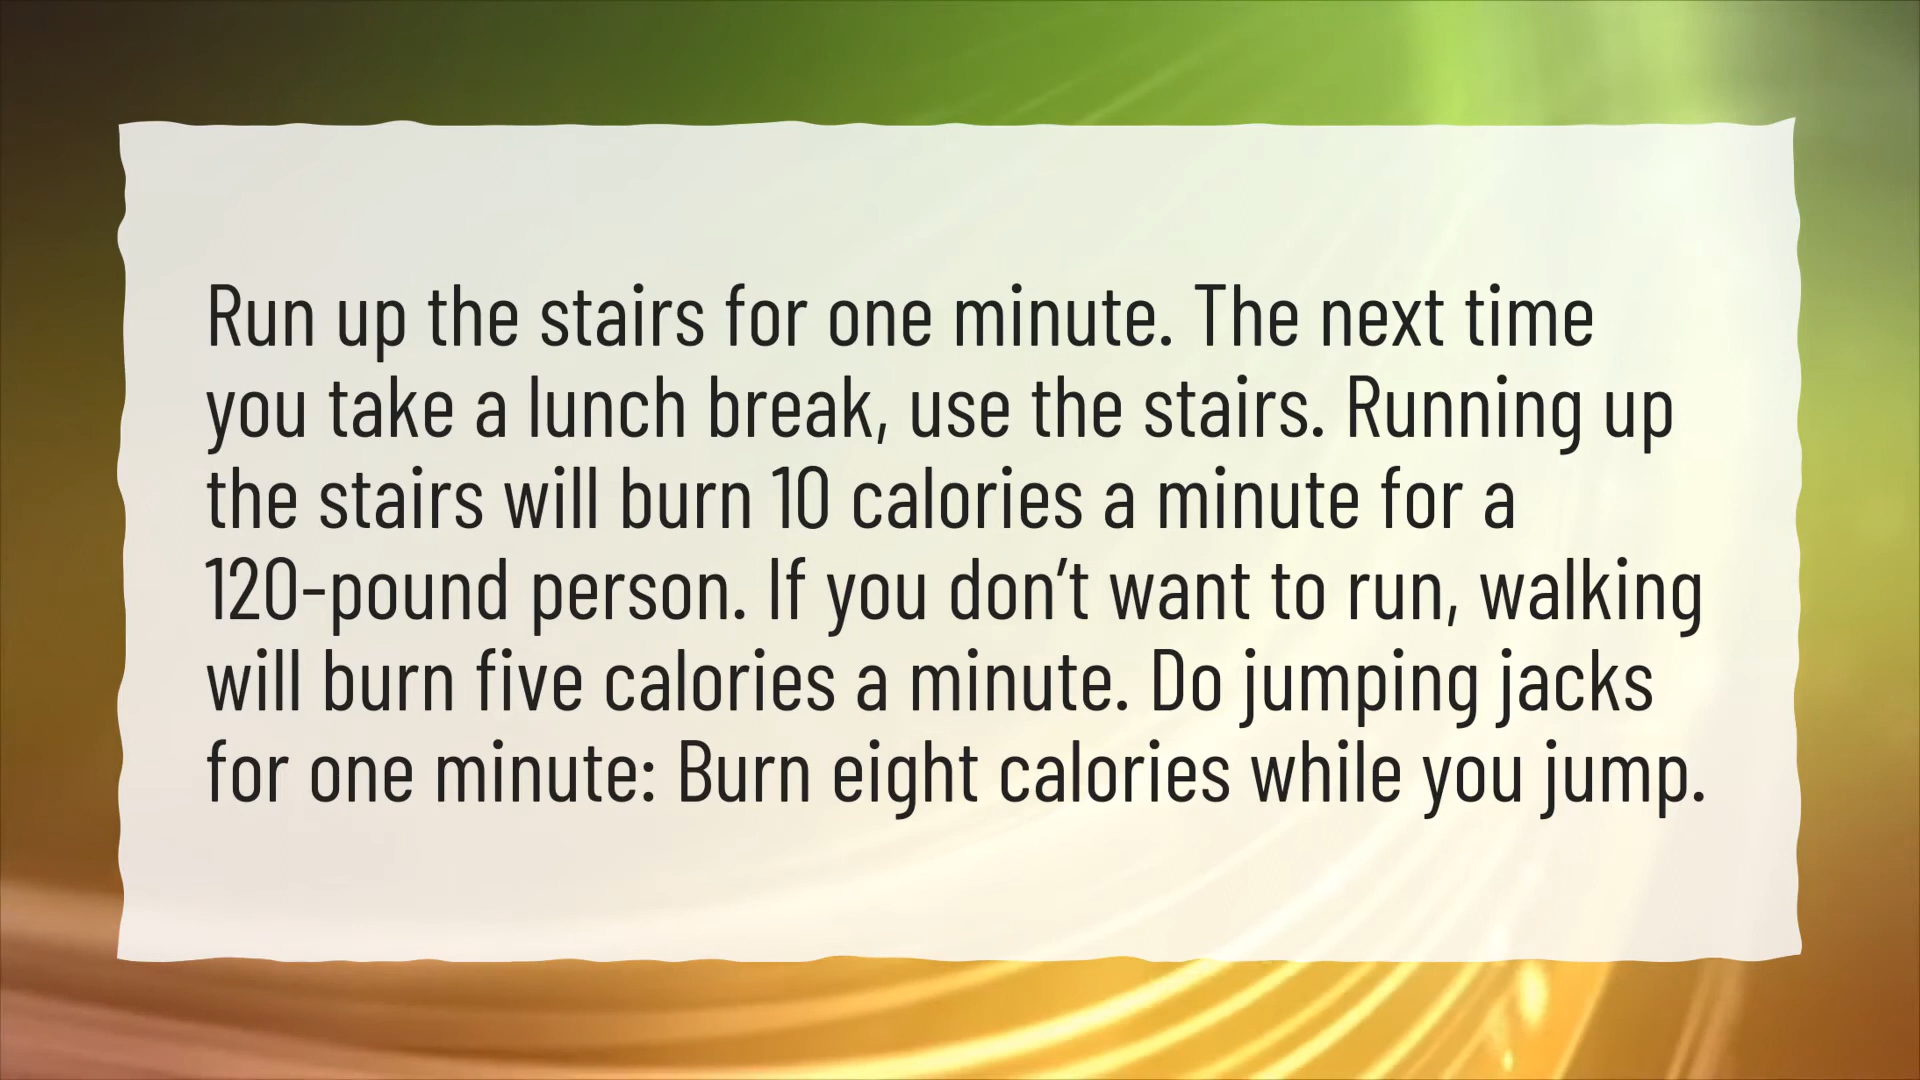 Run up the stairs for one minute. The next time
you take a lunch break, use the stairs. Running up
the stairs will burn 10 calories a minute for a
120-pound person. If you don’t want to run, walking
will burn five calories a minute. Do jumping jacks
for one minute: Burn eight calories while you jump.